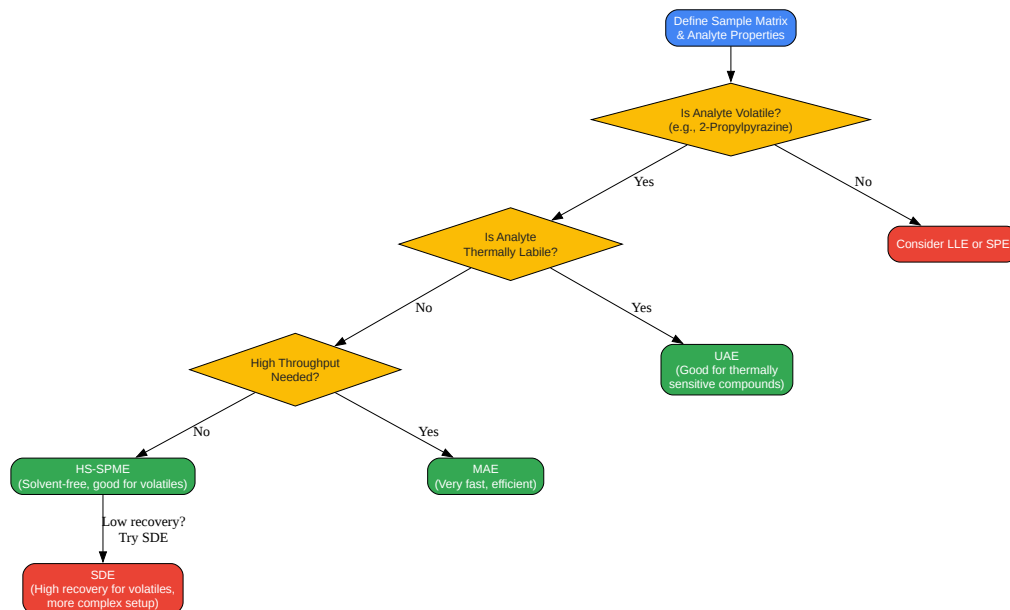 Define Sample Matrix
& Analyte Properties
Is Analyte Volatile?
(e.g., 2-Propylpyrazine)
Yes
No
Is Analyte
Thermally Labile?
Consider LLE or SPE
No
Yes
High Throughput
Needed?
UAE
(Good for thermally
sensitive compounds)
No
Yes
HS-SPME
(Solvent-free, good for volatiles)
MAE
(Very fast, efficient)
Low recovery?
Try SDE
SDE
(High recovery for volatiles,
more complex setup)